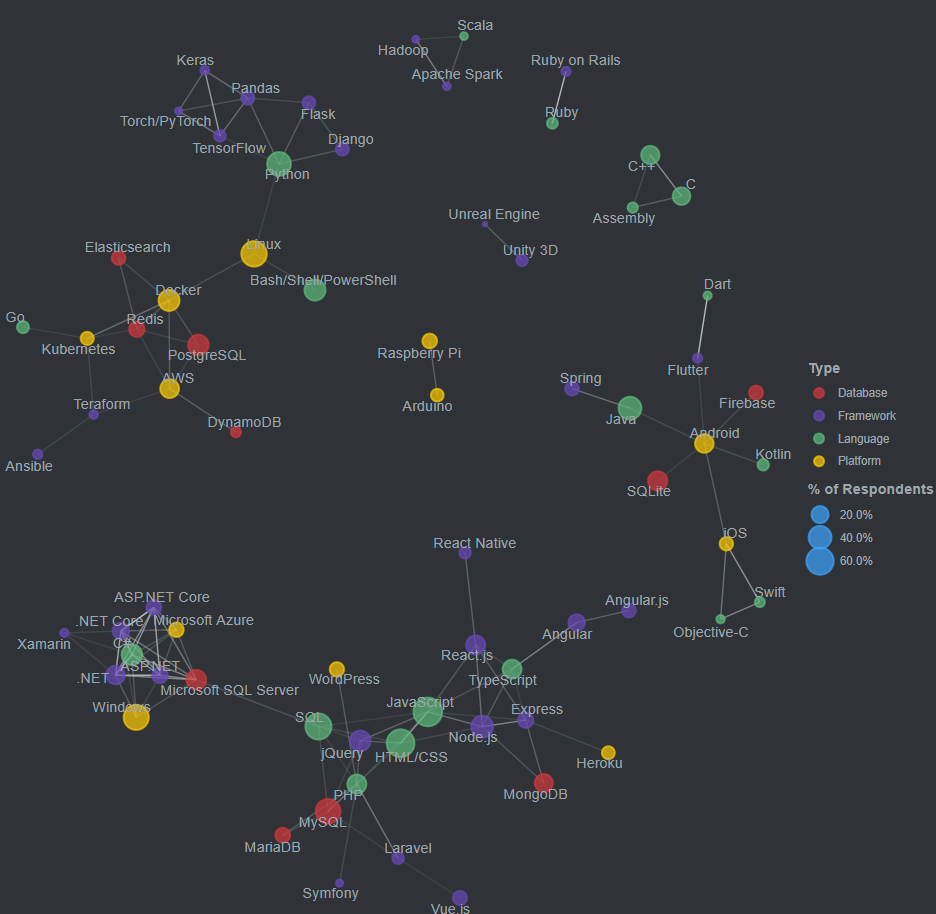 Scala
Hadoop
Apache Spark
Keras
Pandas
Torch/PyTorch
TensorFlow
Flask
Django
Python
Ruby on Rails
Ruby
C++
C
Assembly
Unreal Engine
Unity 3D
Linux
Bash/Shell/PowerShell
Elasticsearch
Docker
Go
Redis
Kubernetes
PostgreSQL
AWS
Teraform
DynamoDB
Ansible
Raspberry Pi
Arduino
Dart
Flutter
Spring
Java
Firebase
Android
Kotlin
SQLite
iOS
Swift
Objective-C
Type
Database
Framework
Language
Platform
% of Respondents
20.0%
40.0%
60.0%
React Native
ASP.NET Core
.NET Core
Microsoft Azure
Xamarin
C#
ASP.NET
.NET
Microsoft SQL Server
Windows
Angular.js
Angular
React.js
TypeScript
WordPress
JavaScript
SQL
Express
Node.js
jQuery
HTML/CSS
Heroku
PHP
MongoDB
MySQL
MariaDB
Laravel
Symfony
Vue.js